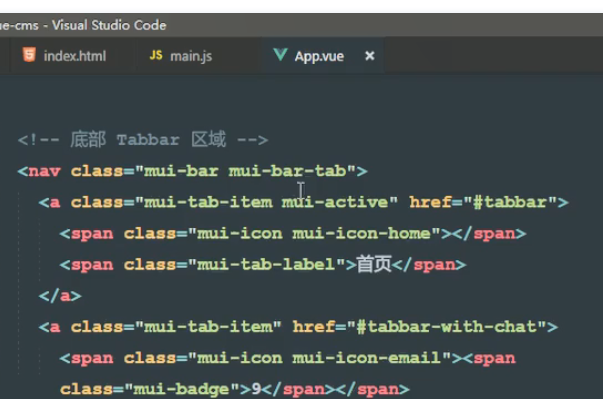 ue-cms - Visual Studio Code
index.html JS main.js App.vue ×
<!-- 底部 Tabbar 区域 -->
<nav class="mui-bar mui-bar-tab">
<a class="mui-tab-item mui-active" href="#tabbar">
<span class="mui-icon mui-icon-home"></span>
<span class="mui-tab-label">首页</span>
</a>
<a class="mui-tab-item" href="#tabbar-with-chat">
<span class="mui-icon mui-icon-email"><span
class="mui-badge">9</span></span>